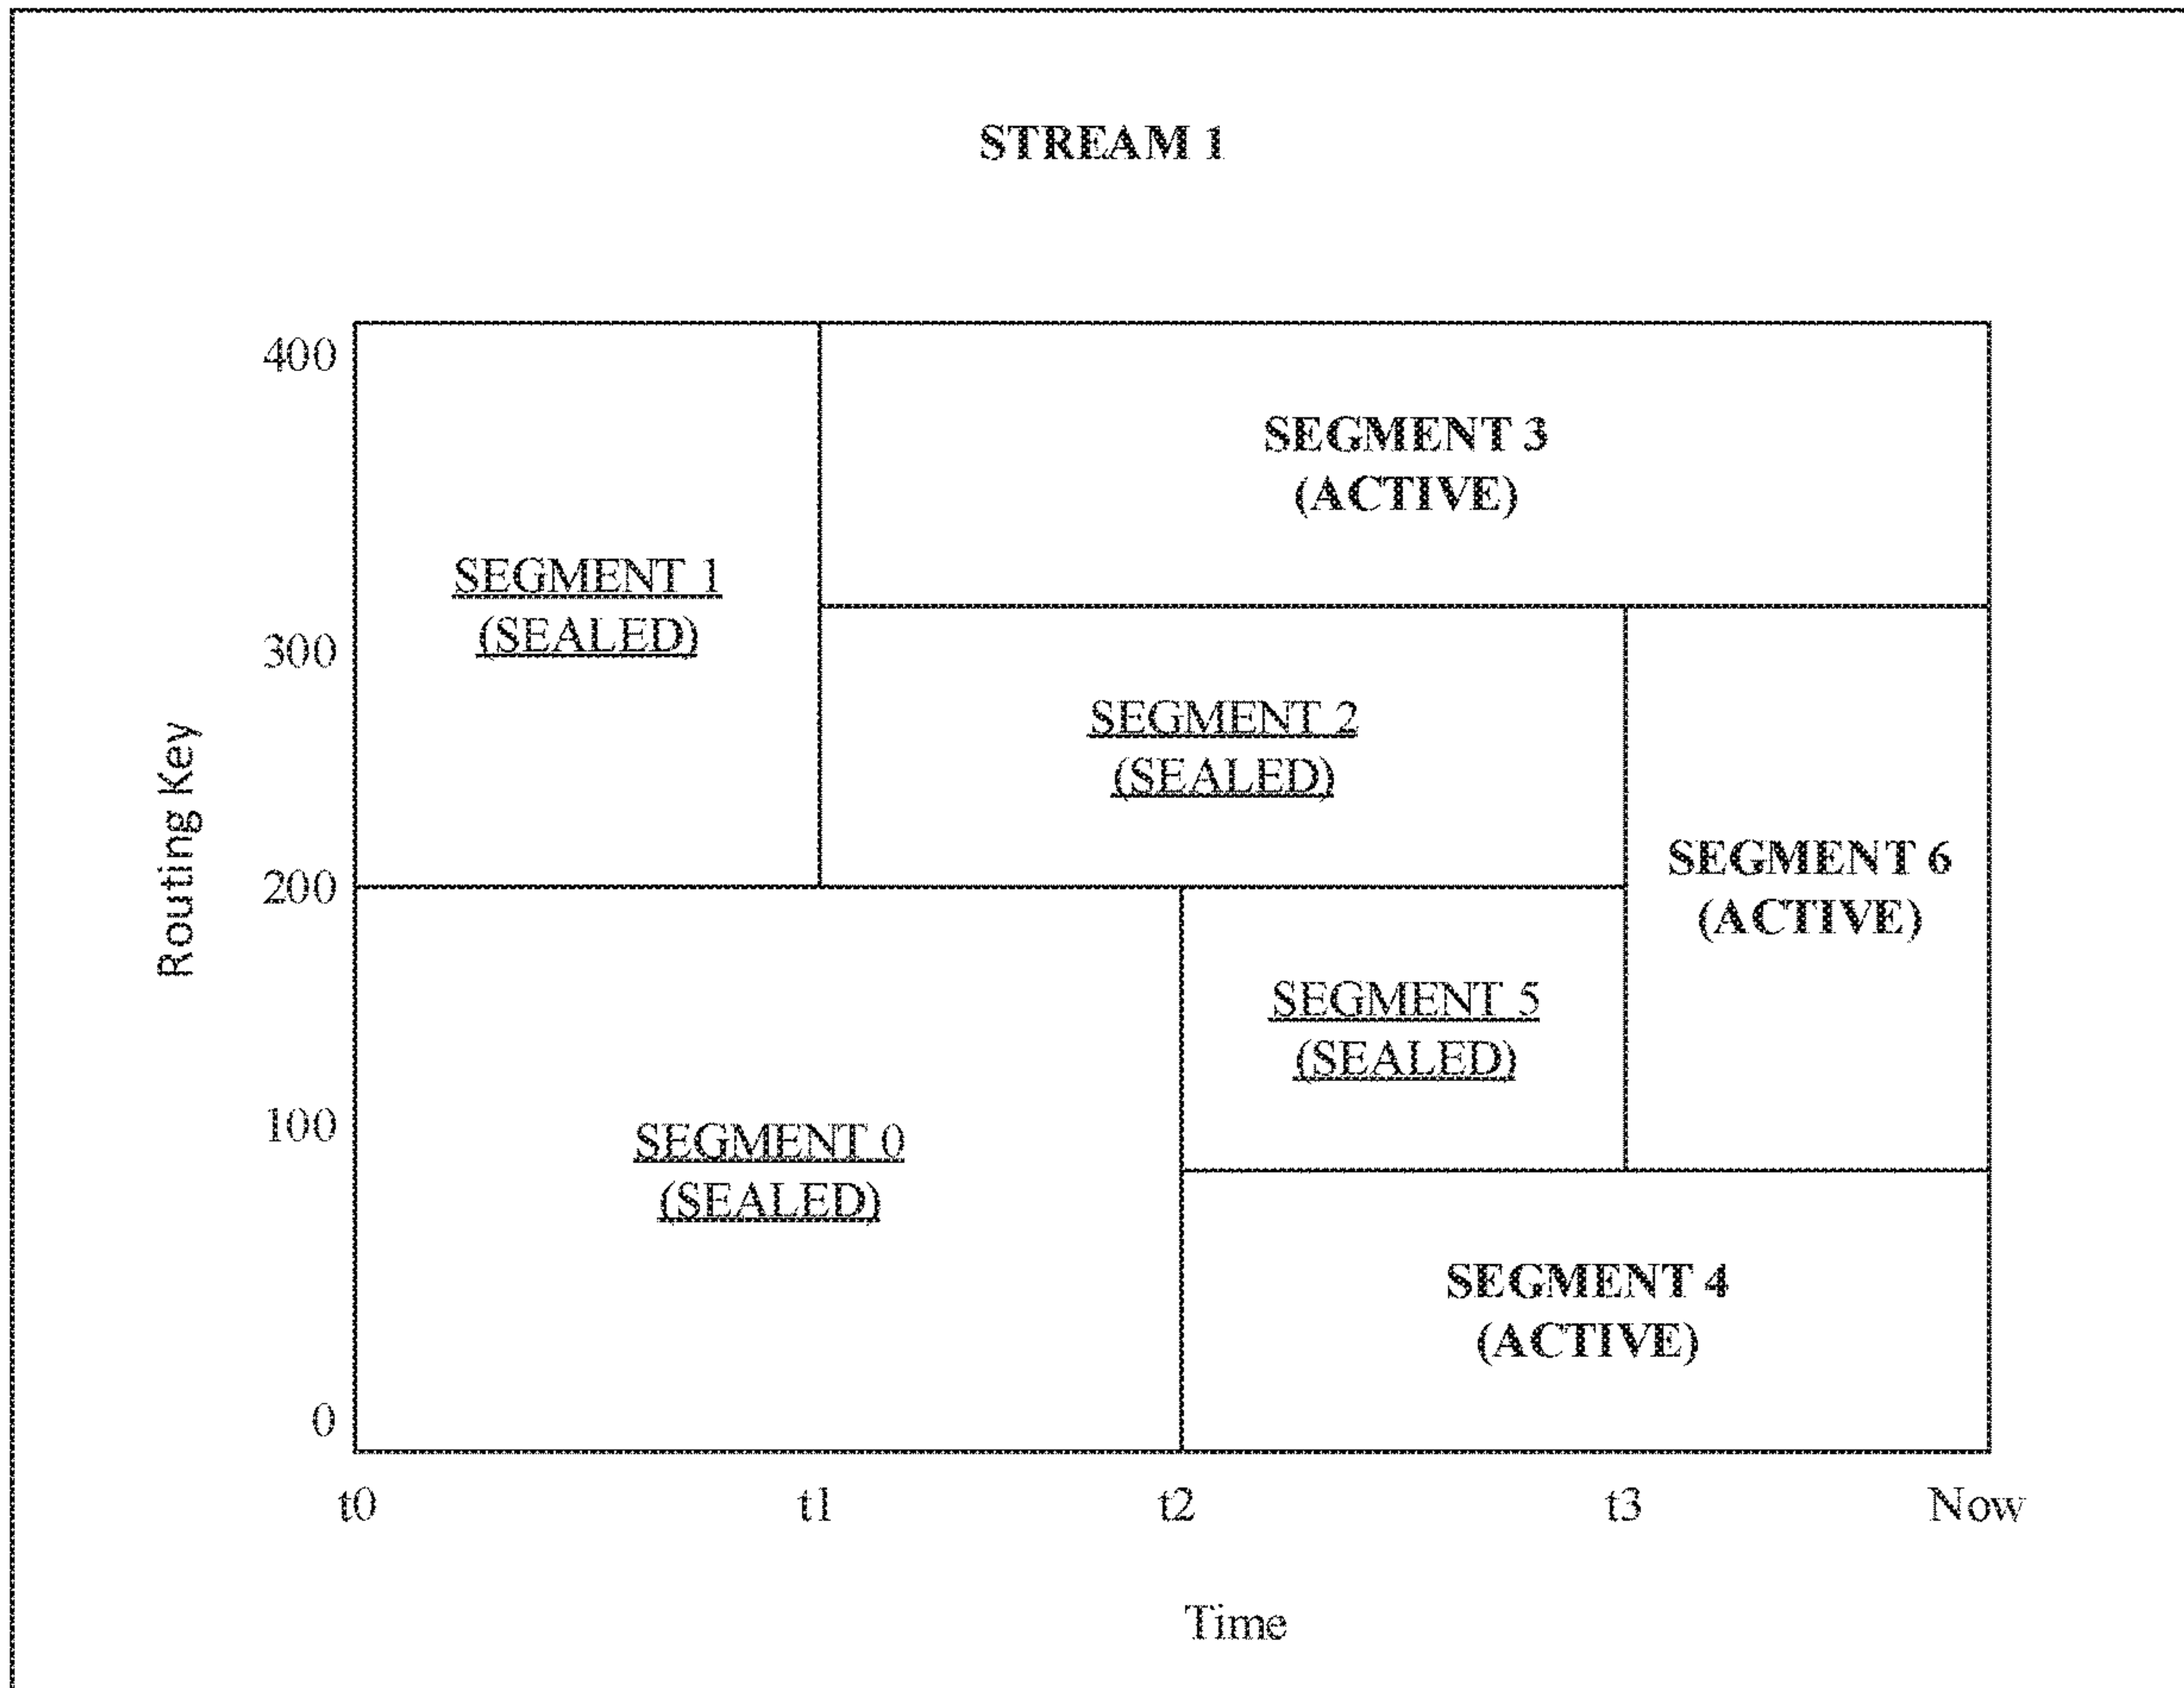 STREAM 1
400
300
200
100
0
Routing Key
SEGMENT 1
(SEALED)
SEGMENT 3
(ACTIVE)
SEGMENT 2
(SEALED)
SEGMENT 6
(ACTIVE)
SEGMENT 5
(SEALED)
SEGMENT 0
(SEALED)
SEGMENT 4
(ACTIVE)
t0
t1
t2
t3
Now
Time